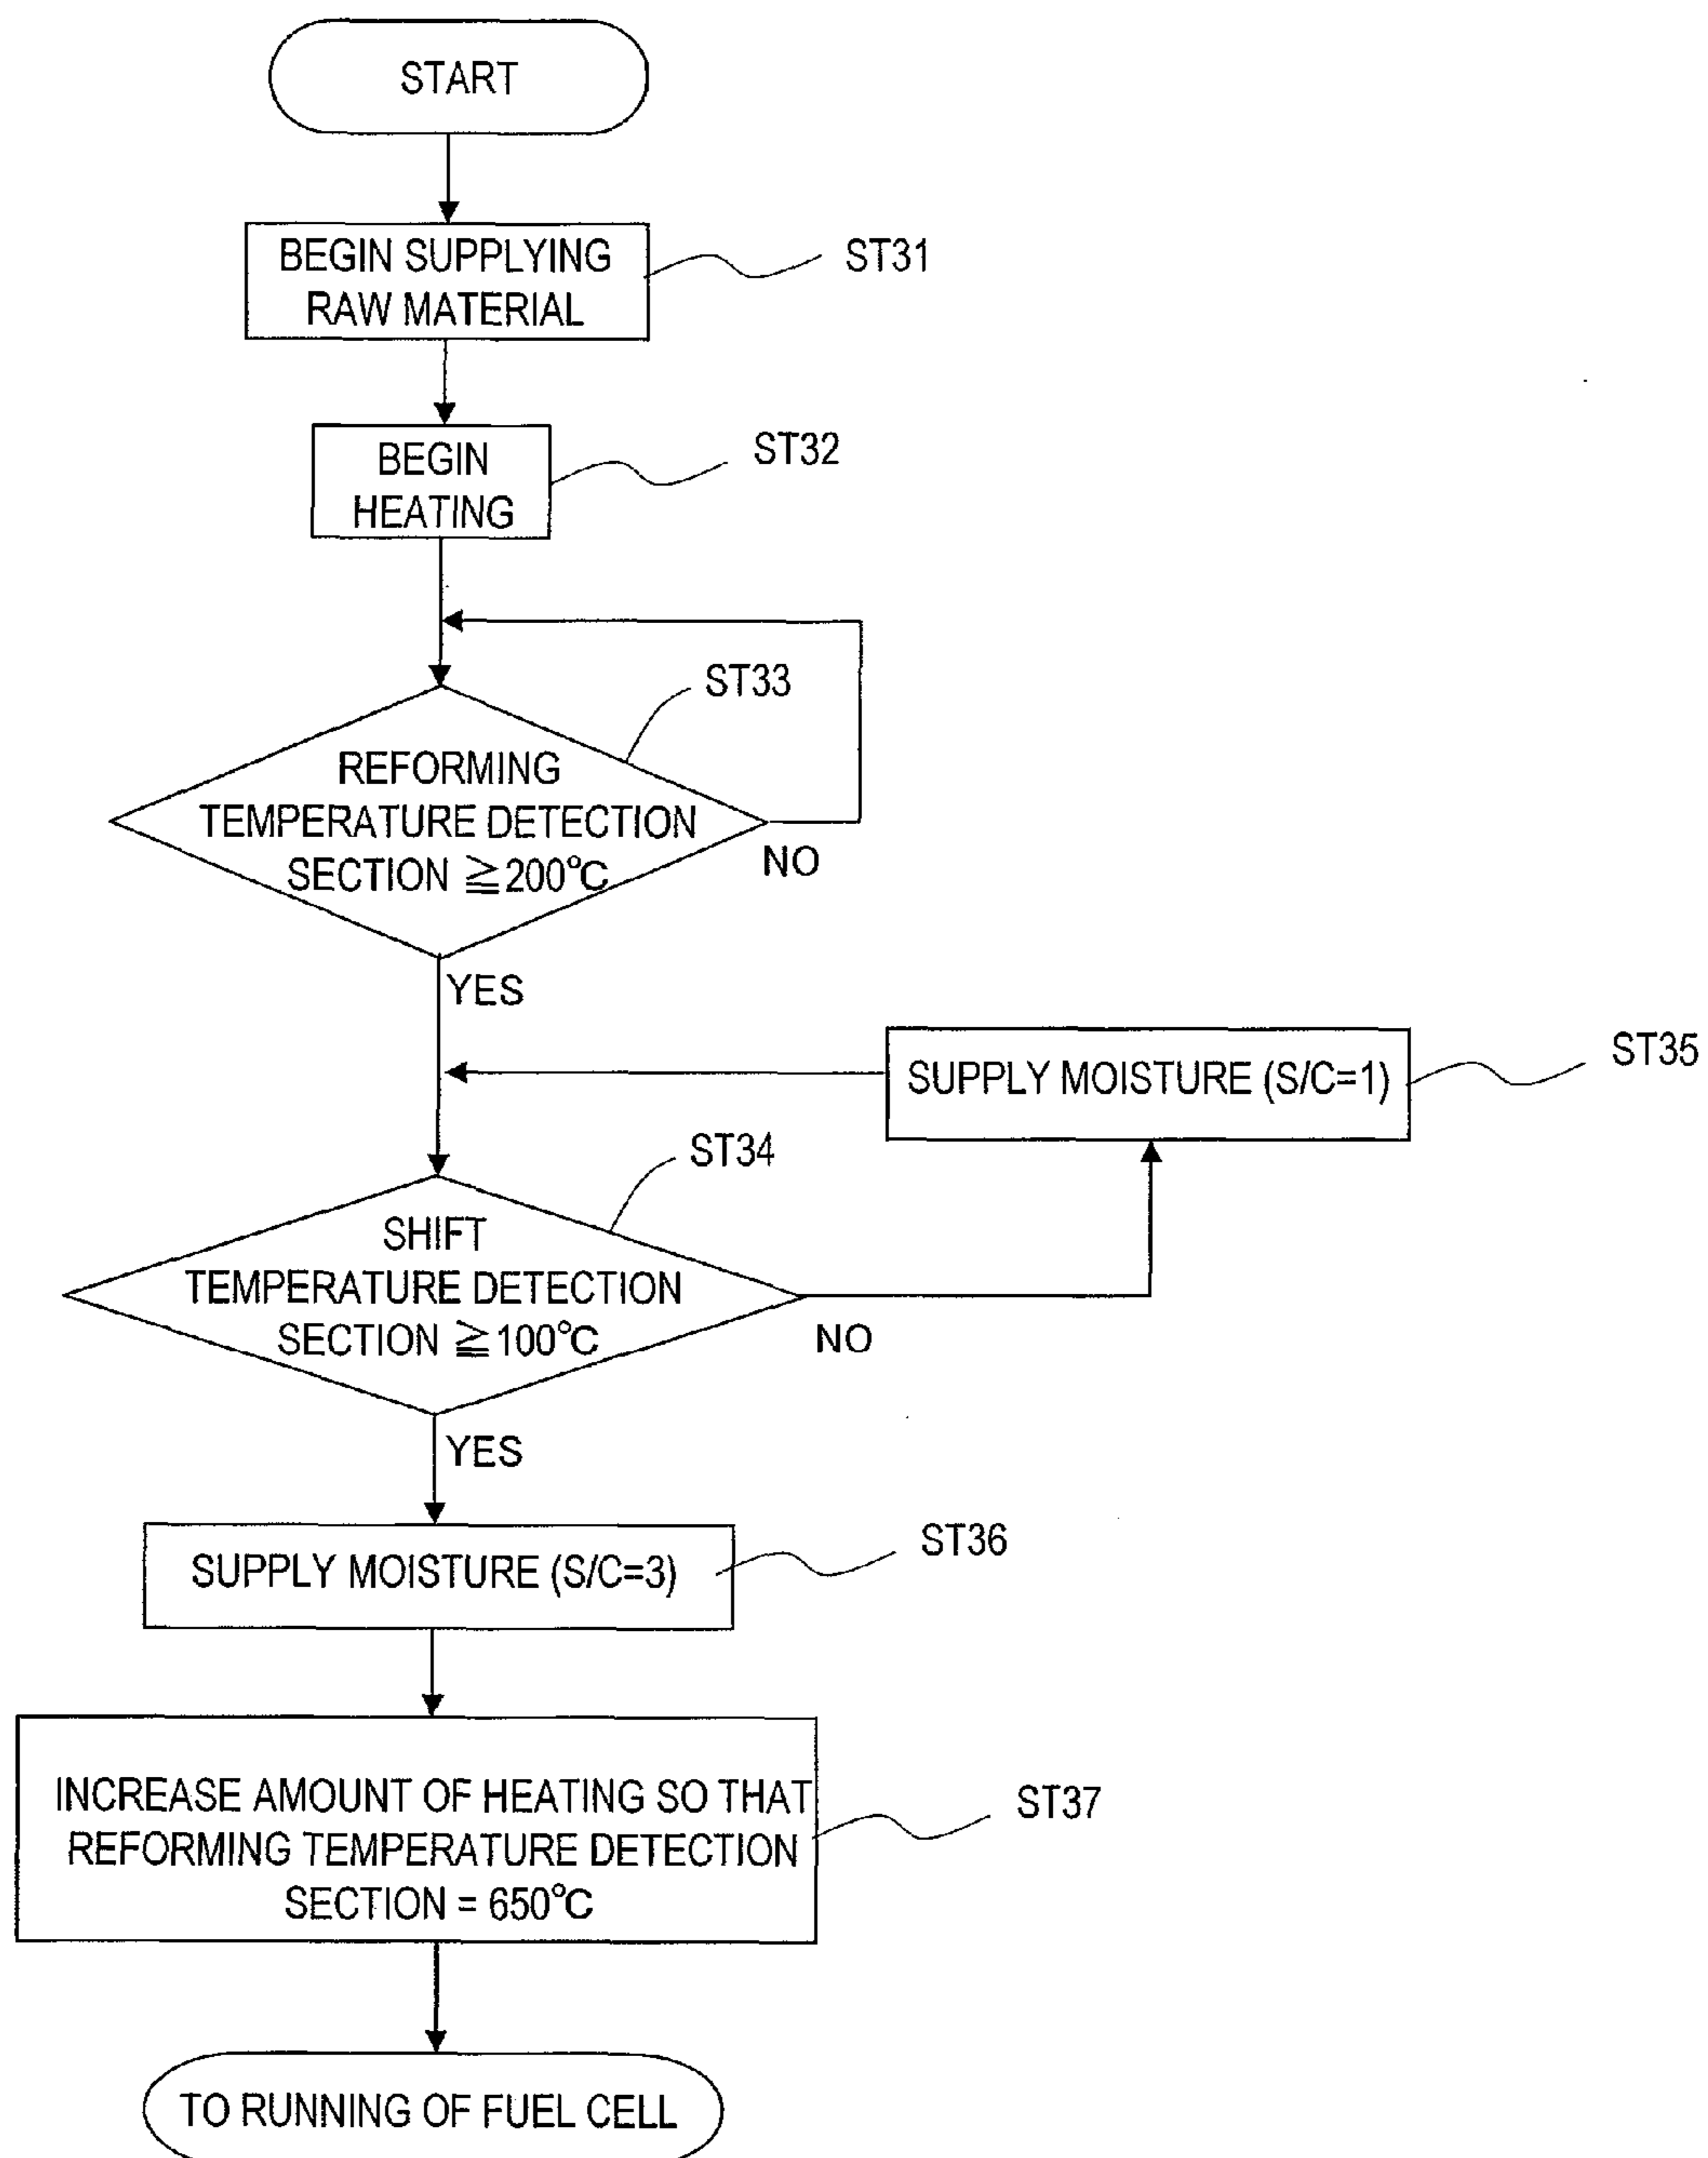 START
BEGIN SUPPLYING
RAW MATERIAL
ST31
BEGIN
HEATING
ST32
ST33
REFORMING
TEMPERATURE DETECTION
SECTION ≧200℃
NO
YES
SUPPLY MOISTURE (S/C=1)
ST35
ST34
SHIFT
TEMPERATURE DETECTION
SECTION ≧100℃
NO
YES
SUPPLY MOISTURE (S/C=3)
ST36
INCREASE AMOUNT OF HEATING SO THAT
REFORMING TEMPERATURE DETECTION
SECTION = 650℃
ST37
TO RUNNING OF FUEL CELL